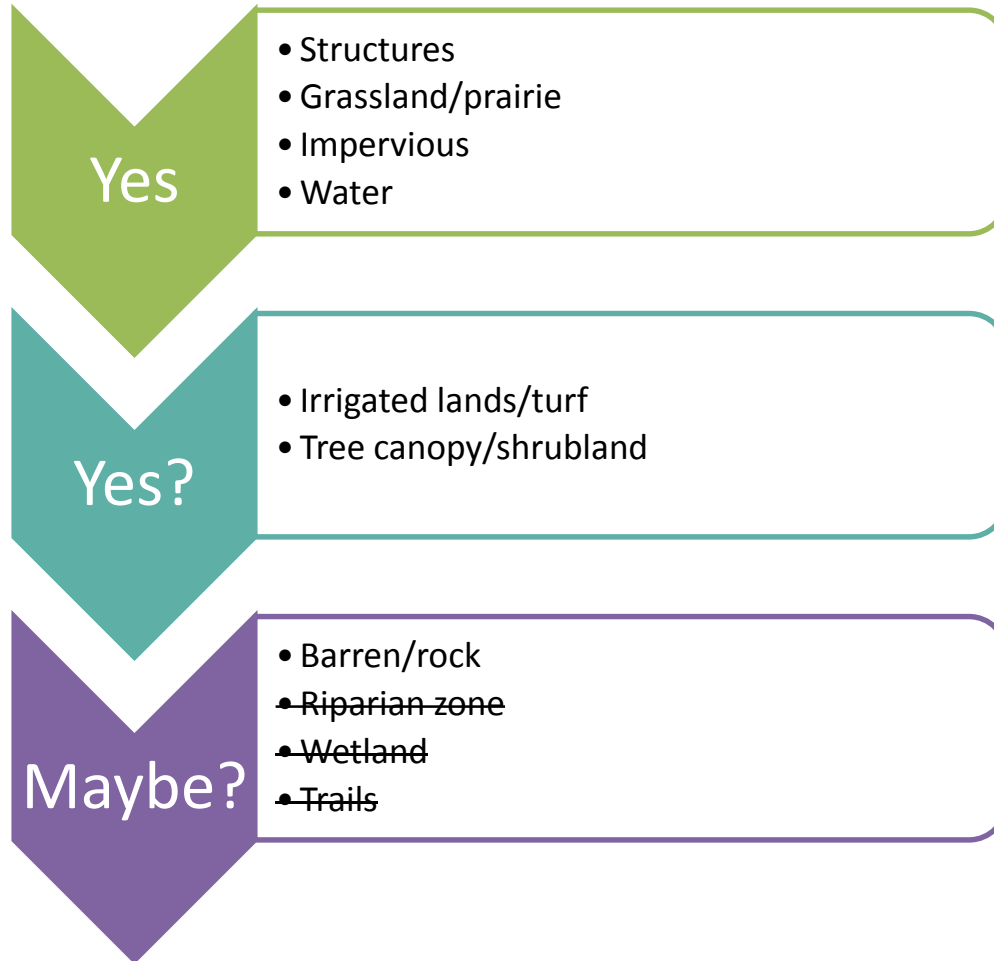 Yes
• Structures
• Grassland/prairie
• Impervious
• Water
Yes?
• Irrigated lands/turf
• Tree canopy/shrubland
Maybe?
• Barren/rock
• Riparian zone
• Wetland
• Trails